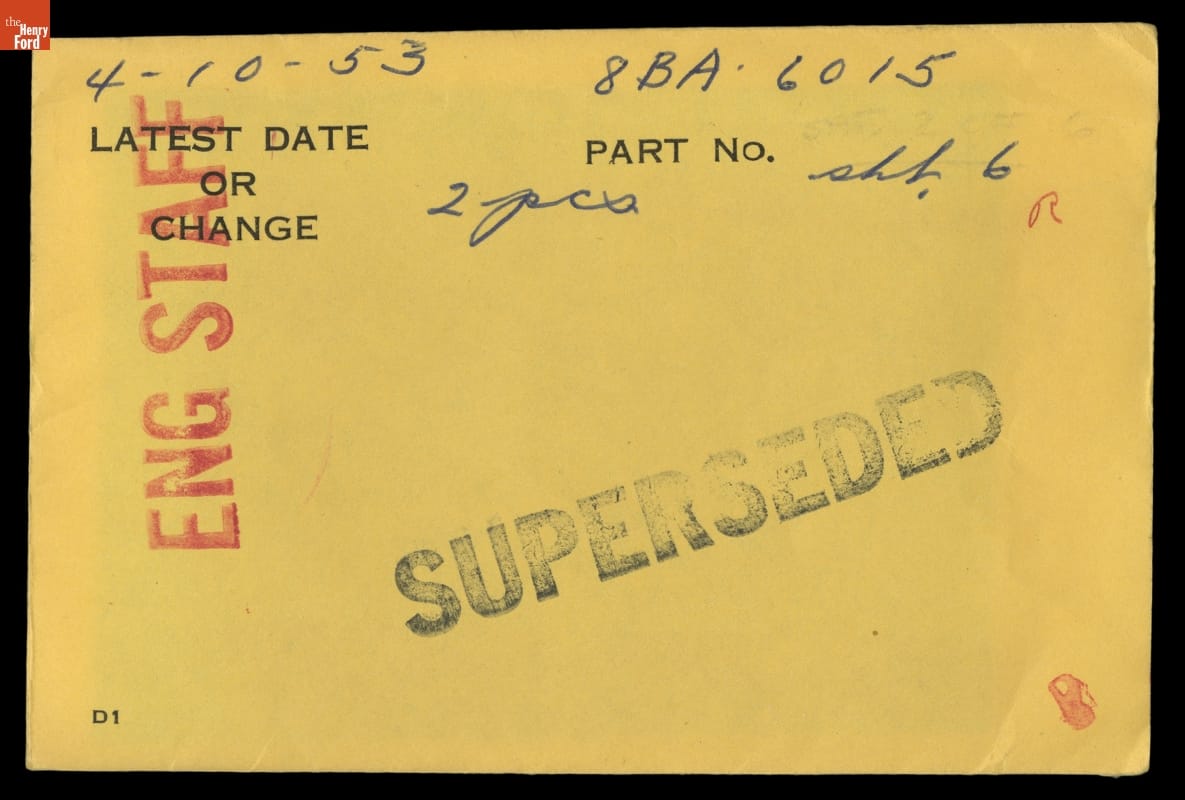 the
Henry
Ford
4-10-53 8BA-6015
LATEST DATE PART No. sht. 6
OR
CHANGE 2 pcs
R
ENG STAFF
SUPERSEDED
D1